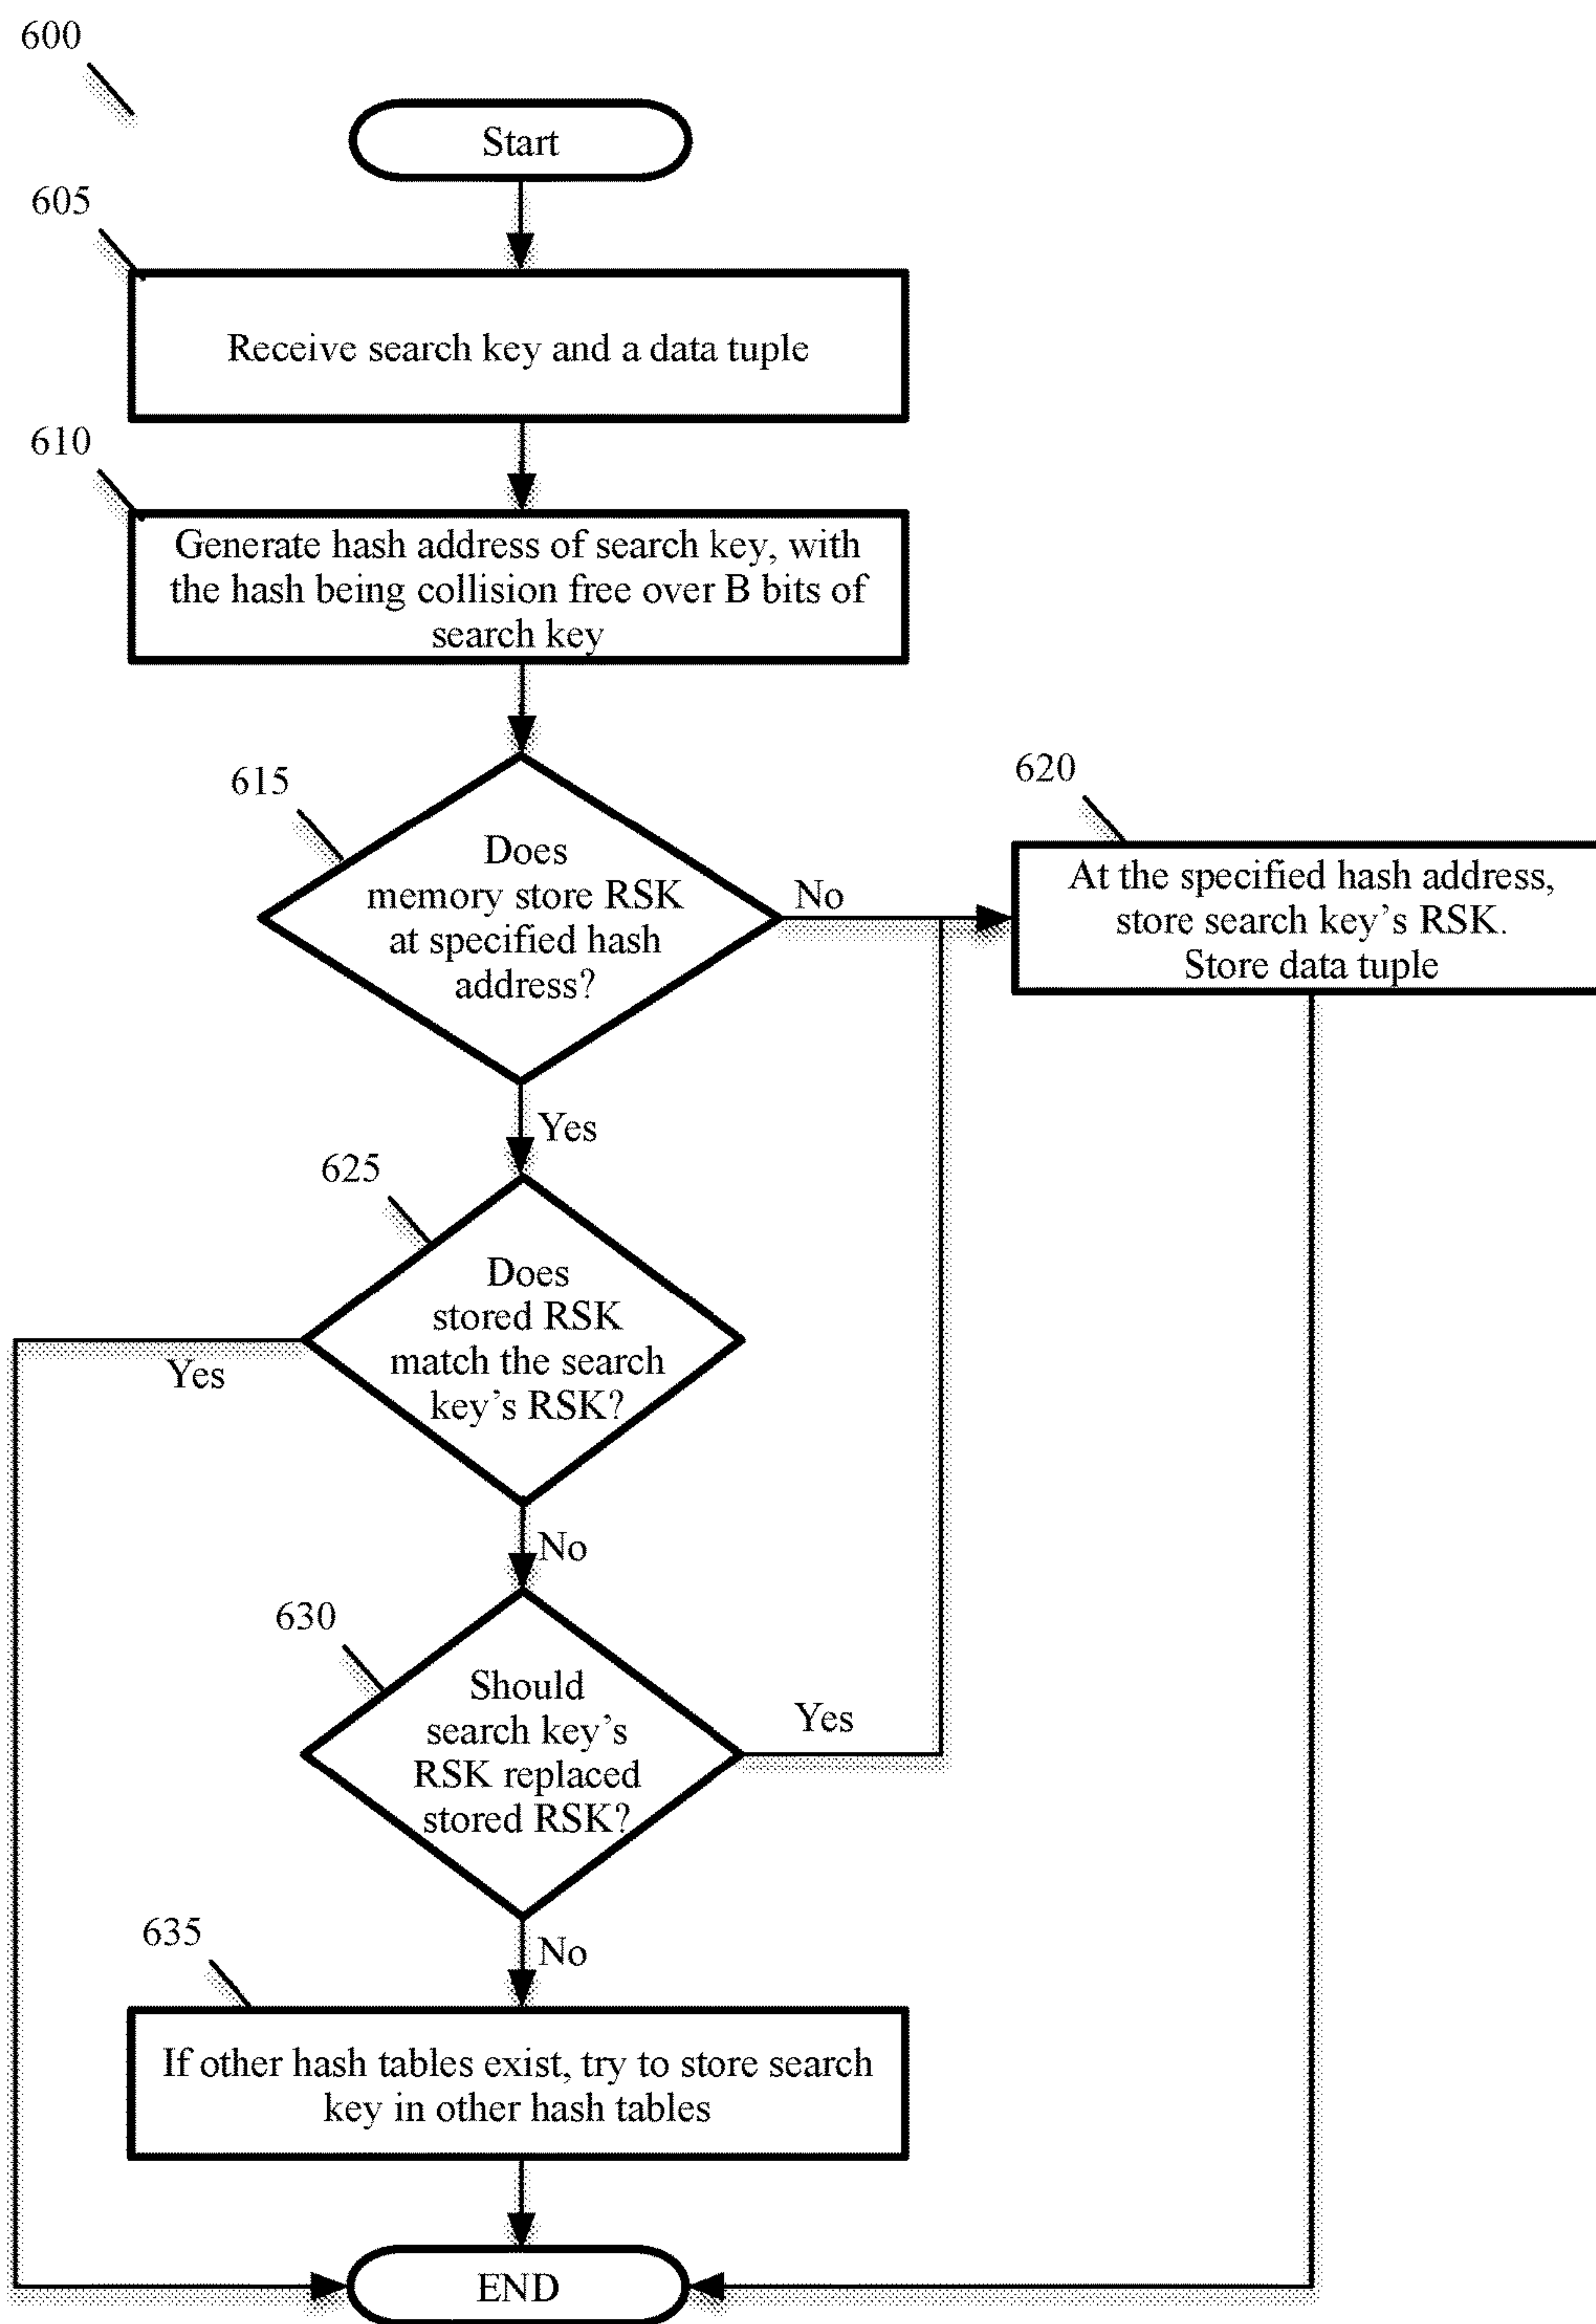 600
Start
605
Receive search key and a data tuple
610
Generate hash address of search key, with
the hash being collision free over B bits of
search key
615
Does
memory store RSK
at specified hash
address?
No
620
At the specified hash address,
store search key's RSK.
Store data tuple
Yes
625
Does
stored RSK
match the search
key's RSK?
Yes
No
630
Should
search key's
RSK replaced
stored RSK?
Yes
No
635
If other hash tables exist, try to store search
key in other hash tables
END